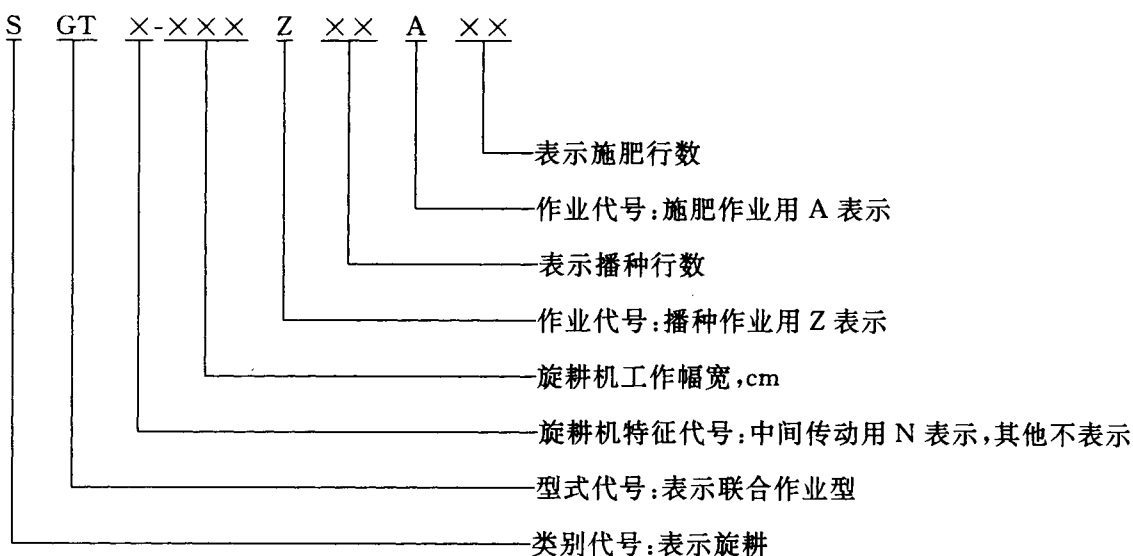 S GT ×-××× Z ×× A ××
表示施肥行数
作业代号:施肥作业用 A 表示
表示播种行数
作业代号:播种作业用 Z 表示
旋耕机工作幅宽,cm
旋耕机特征代号:中间传动用 N 表示,其他不表示
型式代号:表示联合作业型
类别代号:表示旋耕